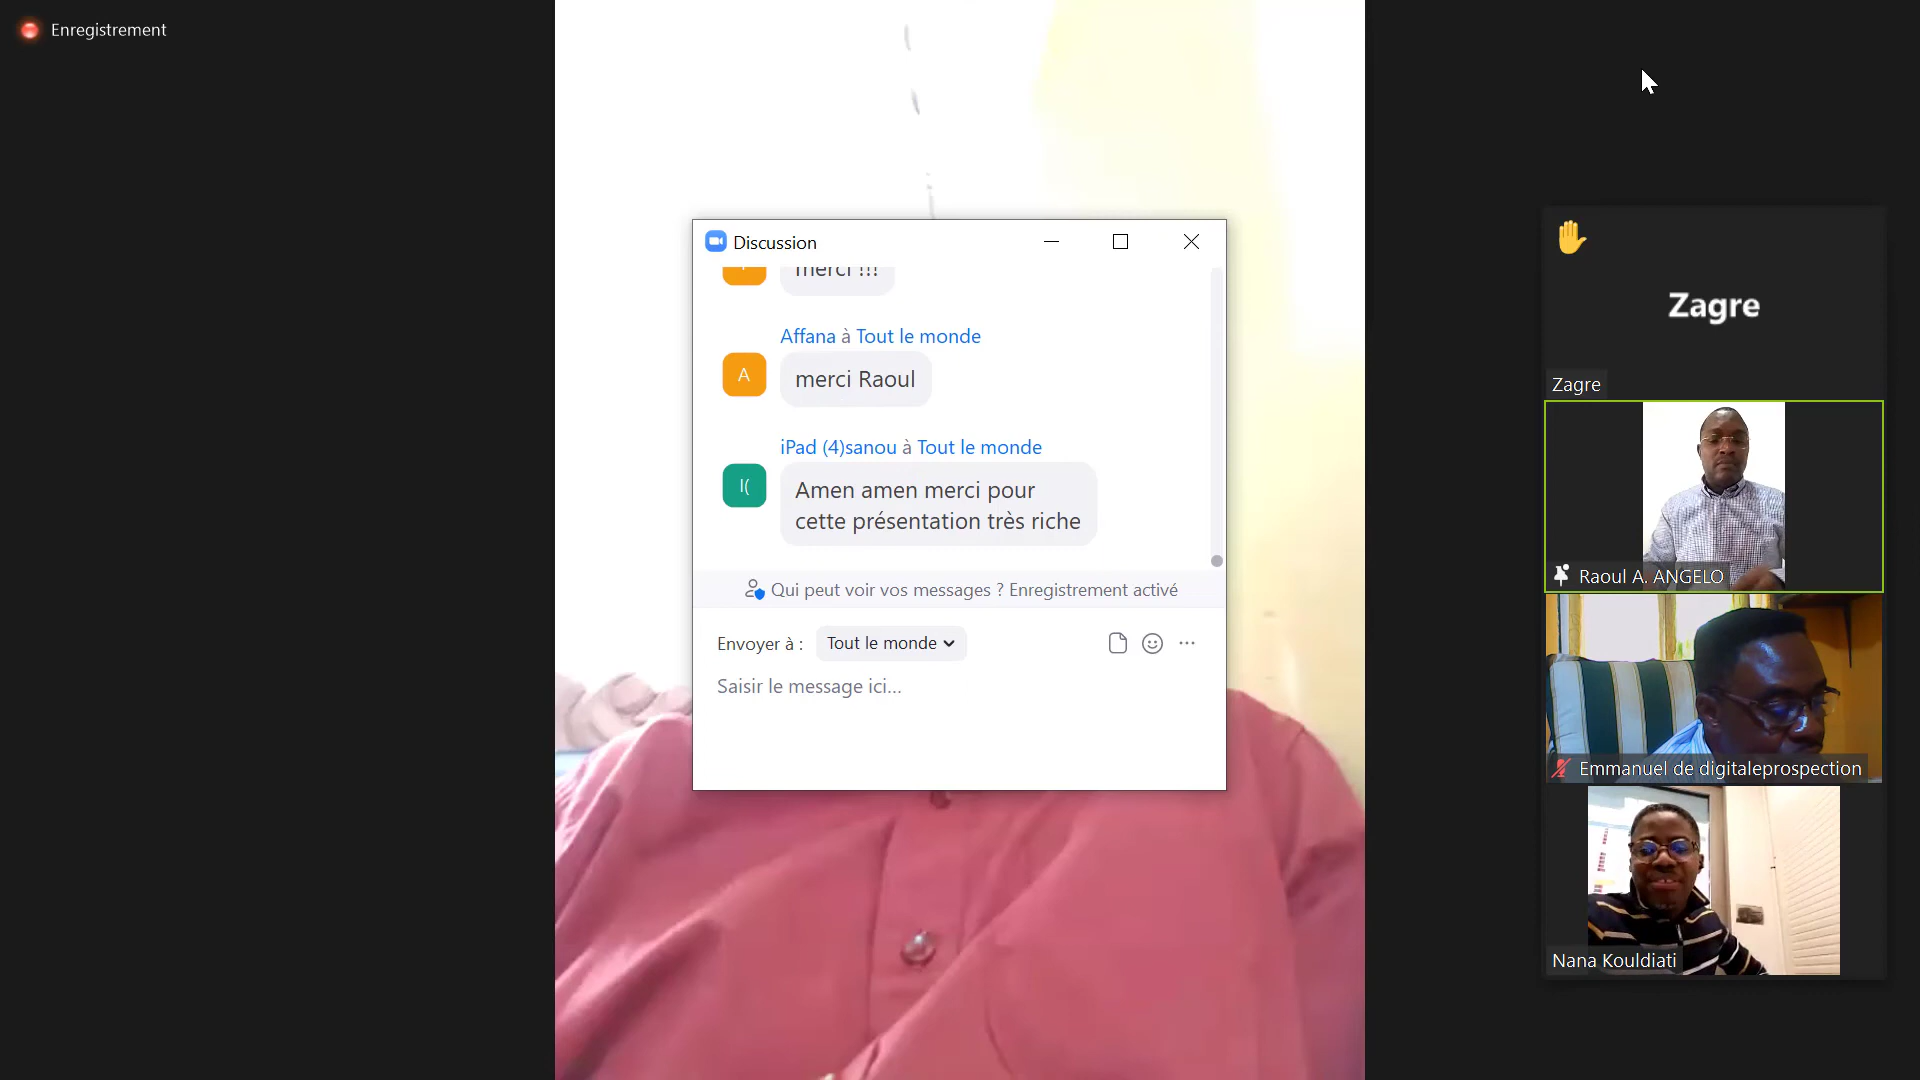 Enregistrement
Discussion
merci !!!
Affana à Tout le monde
A
merci Raoul
iPad (4)sanou à Tout le monde
I(
Amen amen merci pour
cette présentation très riche
Qui peut voir vos messages ? Enregistrement activé
Envoyer à :
Tout le monde
Saisir le message ici...
Zagre
Zagre
Raoul A. ANGELO
Emmanuel de digitaleprospection
Nana Kouldiati